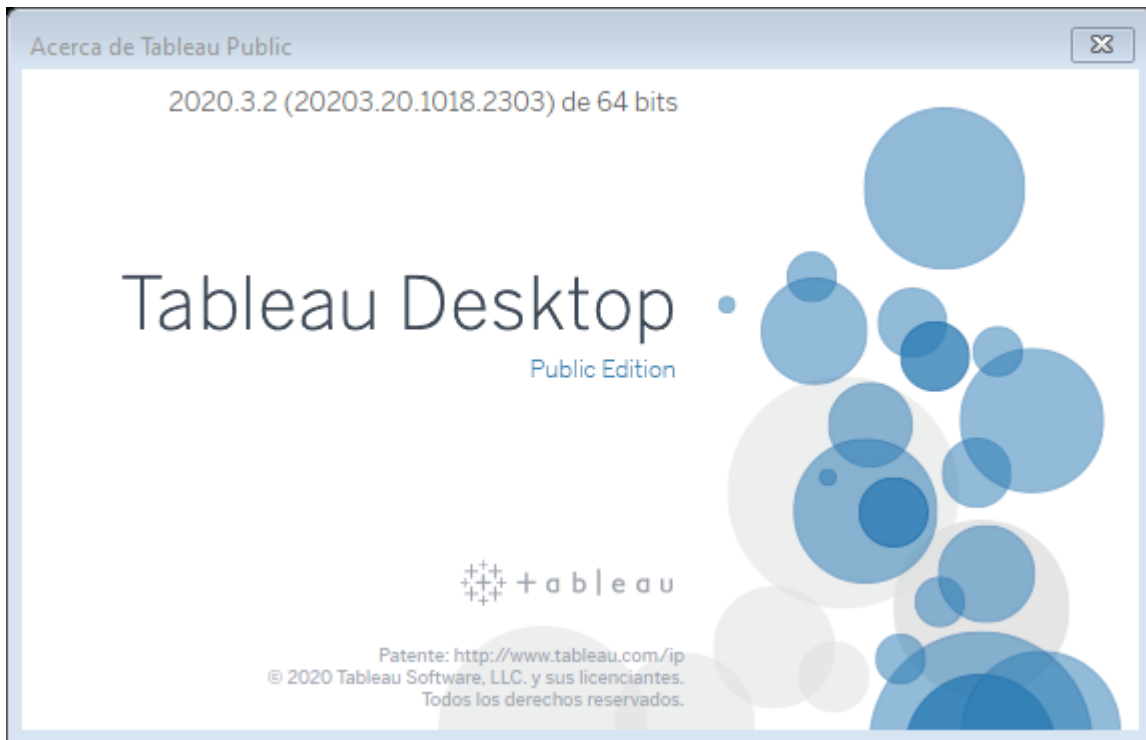 Acerca de Tableau Public
2020.3.2 (20203.20.1018.2303) de 64 bits
Tableau Desktop
Public Edition
+ a b l e a u
Patente: http://www.tableau.com/ip
© 2020 Tableau Software, LLC. y sus licenciantes.
Todos los derechos reservados.